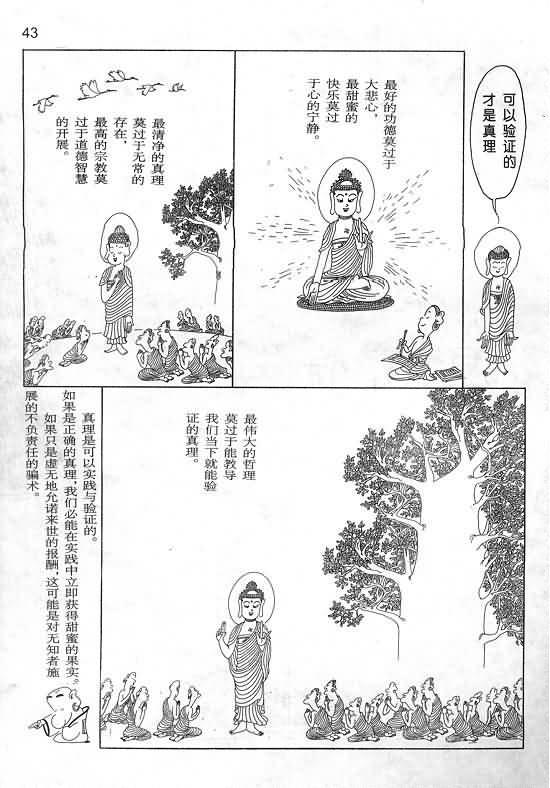 43
可以验证的
才是真理
最好的功德莫过于
大悲心，
最甜蜜的
快乐莫过
于心的宁静。
最清净的真理
莫过于无常的
存在，
最高的宗教莫
过于道德智慧
的开展。
最伟大的哲理
莫过于能教导
我们当下就能验
证的真理。
真理是可以实践与验证的。
如果是正确的真理，我们必能在实践中立即获得甜蜜的果实。
如果只是虚无地允诺来世的报酬，这可能是对无知者施
展的不负责任的骗术。